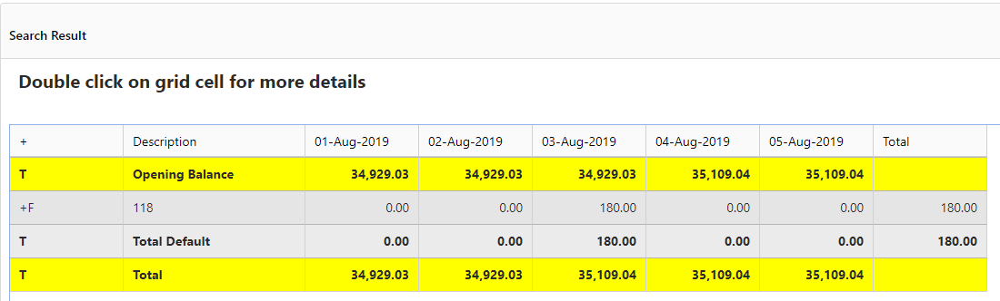 Search Result
Double click on grid cell for more details
+ Description 01-Aug-2019 02-Aug-2019 03-Aug-2019 04-Aug-2019 05-Aug-2019 Total
T Opening Balance 34,929.03 34,929.03 34,929.03 35,109.04 35,109.04
+F 118 0.00 0.00 180.00 0.00 0.00 180.00
T Total Default 0.00 0.00 180.00 0.00 0.00 180.00
T Total 34,929.03 34,929.03 35,109.04 35,109.04 35,109.04